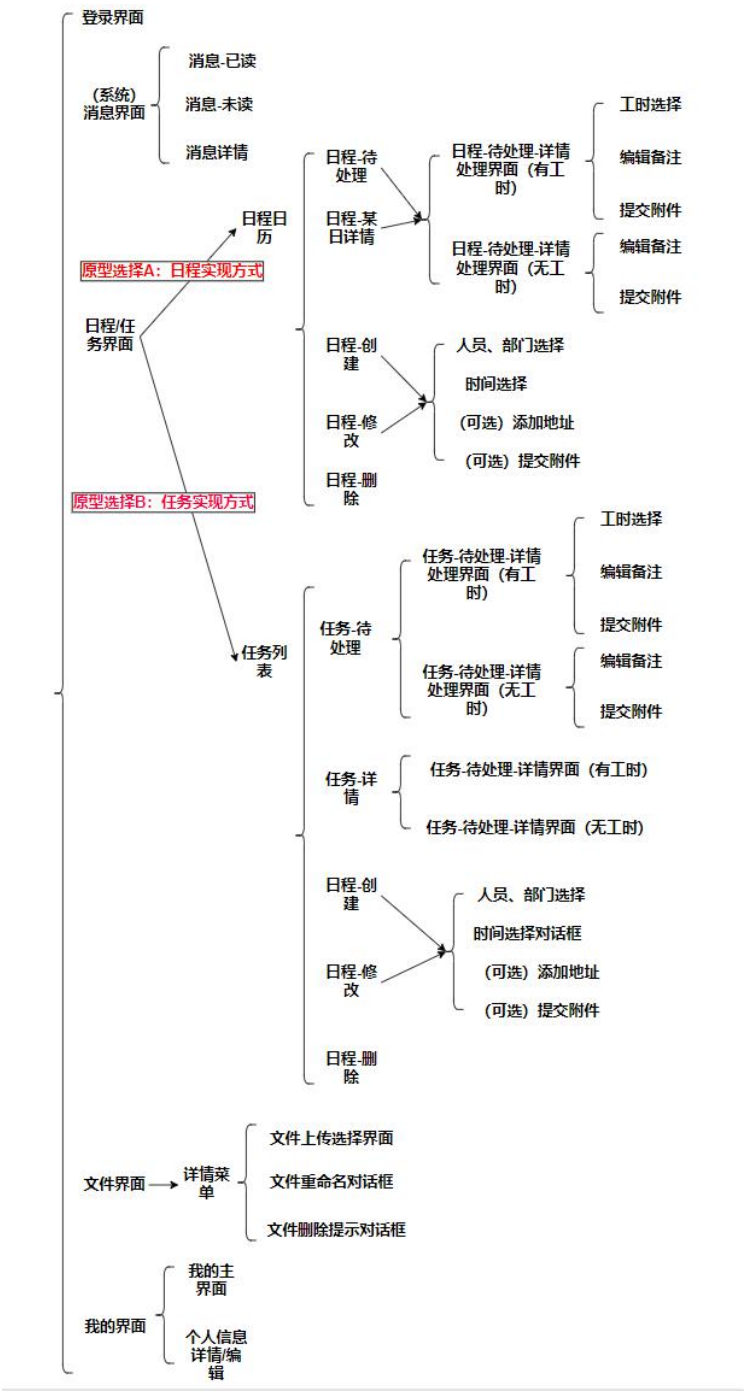 登录界面
(系统)
消息界面
消息-已读
消息-未读
消息详情
日程/任
务界面
原型选择A：日程实现方式
日程日
历
日程-待
处理
日程-某
日详情
日程-待处理-详情
处理界面（有工
时）
工时选择
编辑备注
提交附件
日程-待处理-详情
处理界面（无工
时）
编辑备注
提交附件
日程-创
建
日程-修
改
人员、部门选择
时间选择
（可选）添加地址
（可选）提交附件
日程-删
除
原型选择B：任务实现方式
任务列
表
任务-待
处理
任务-待处理-详情
处理界面（有工
时）
工时选择
编辑备注
提交附件
任务-待处理-详情
处理界面（无工
时）
编辑备注
提交附件
任务-详
情
任务-待处理-详情界面（有工时）
任务-待处理-详情界面（无工时）
日程-创
建
日程-修
改
人员、部门选择
时间选择对话框
（可选）添加地址
（可选）提交附件
日程-删
除
文件界面
详情菜
单
文件上传选择界面
文件重命名对话框
文件删除提示对话框
我的界面
我的主
界面
个人信息
详情/编
辑